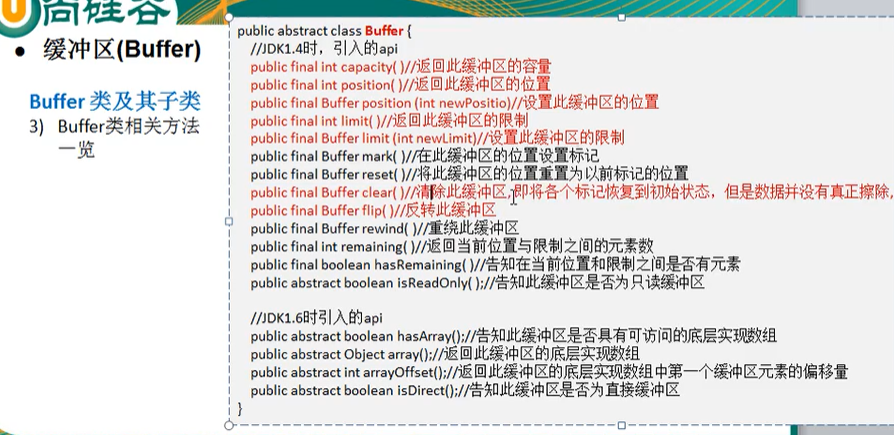 尚硅谷
● 缓冲区(Buffer)
Buffer 类及其子类
3) Buffer类相关方法
一览
public abstract class Buffer {
//JDK1.4时，引入的api
public final int capacity( )//返回此缓冲区的容量
public final int position( )//返回此缓冲区的位置
public final Buffer position (int newPositio)//设置此缓冲区的位置
public final int limit( )//返回此缓冲区的限制
public final Buffer limit (int newLimit)//设置此缓冲区的限制
public final Buffer mark( )//在此缓冲区的位置设置标记
public final Buffer reset( )//将此缓冲区的位置重置为以前标记的位置
public final Buffer clear( )//清除此缓冲区, 即将各个标记恢复到初始状态，但是数据并没有真正擦除,
public final Buffer flip( )//反转此缓冲区
public final Buffer rewind( )//重绕此缓冲区
public final int remaining( )//返回当前位置与限制之间的元素数
public final boolean hasRemaining( )//告知在当前位置和限制之间是否有元素
public abstract boolean isReadOnly( );//告知此缓冲区是否为只读缓冲区
//JDK1.6时引入的api
public abstract boolean hasArray();//告知此缓冲区是否具有可访问的底层实现数组
public abstract Object array();//返回此缓冲区的底层实现数组
public abstract int arrayOffset();//返回此缓冲区的底层实现数组中第一个缓冲区元素的偏移量
public abstract boolean isDirect();//告知此缓冲区是否为直接缓冲区
}